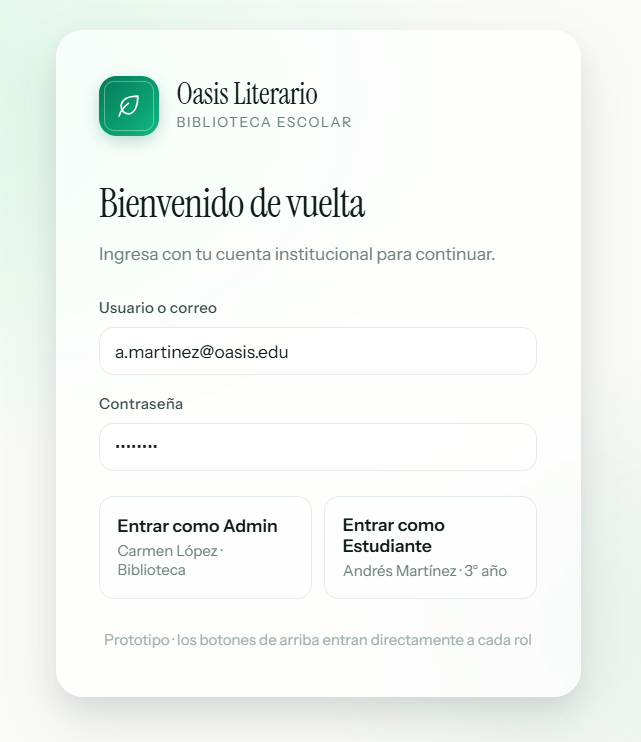 Oasis Literario
BIBLIOTECA ESCOLAR
Bienvenido de vuelta
Ingresa con tu cuenta institucional para continuar.
Usuario o correo
a.martinez@oasis.edu
Contraseña
••••••••
Entrar como Admin
Carmen López ·
Biblioteca
Entrar como
Estudiante
Andrés Martínez · 3° año
Prototipo · los botones de arriba entran directamente a cada rol